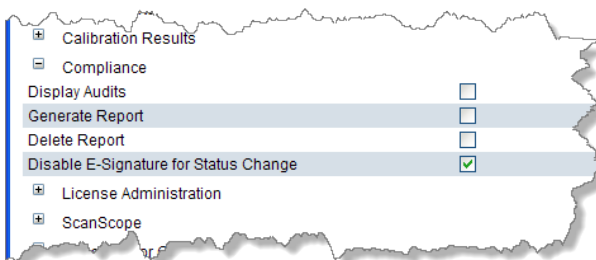 Calibration Results
Compliance
Display Audits
Generate Report
Delete Report
Disable E-Signature for Status Change
License Administration
ScanScope